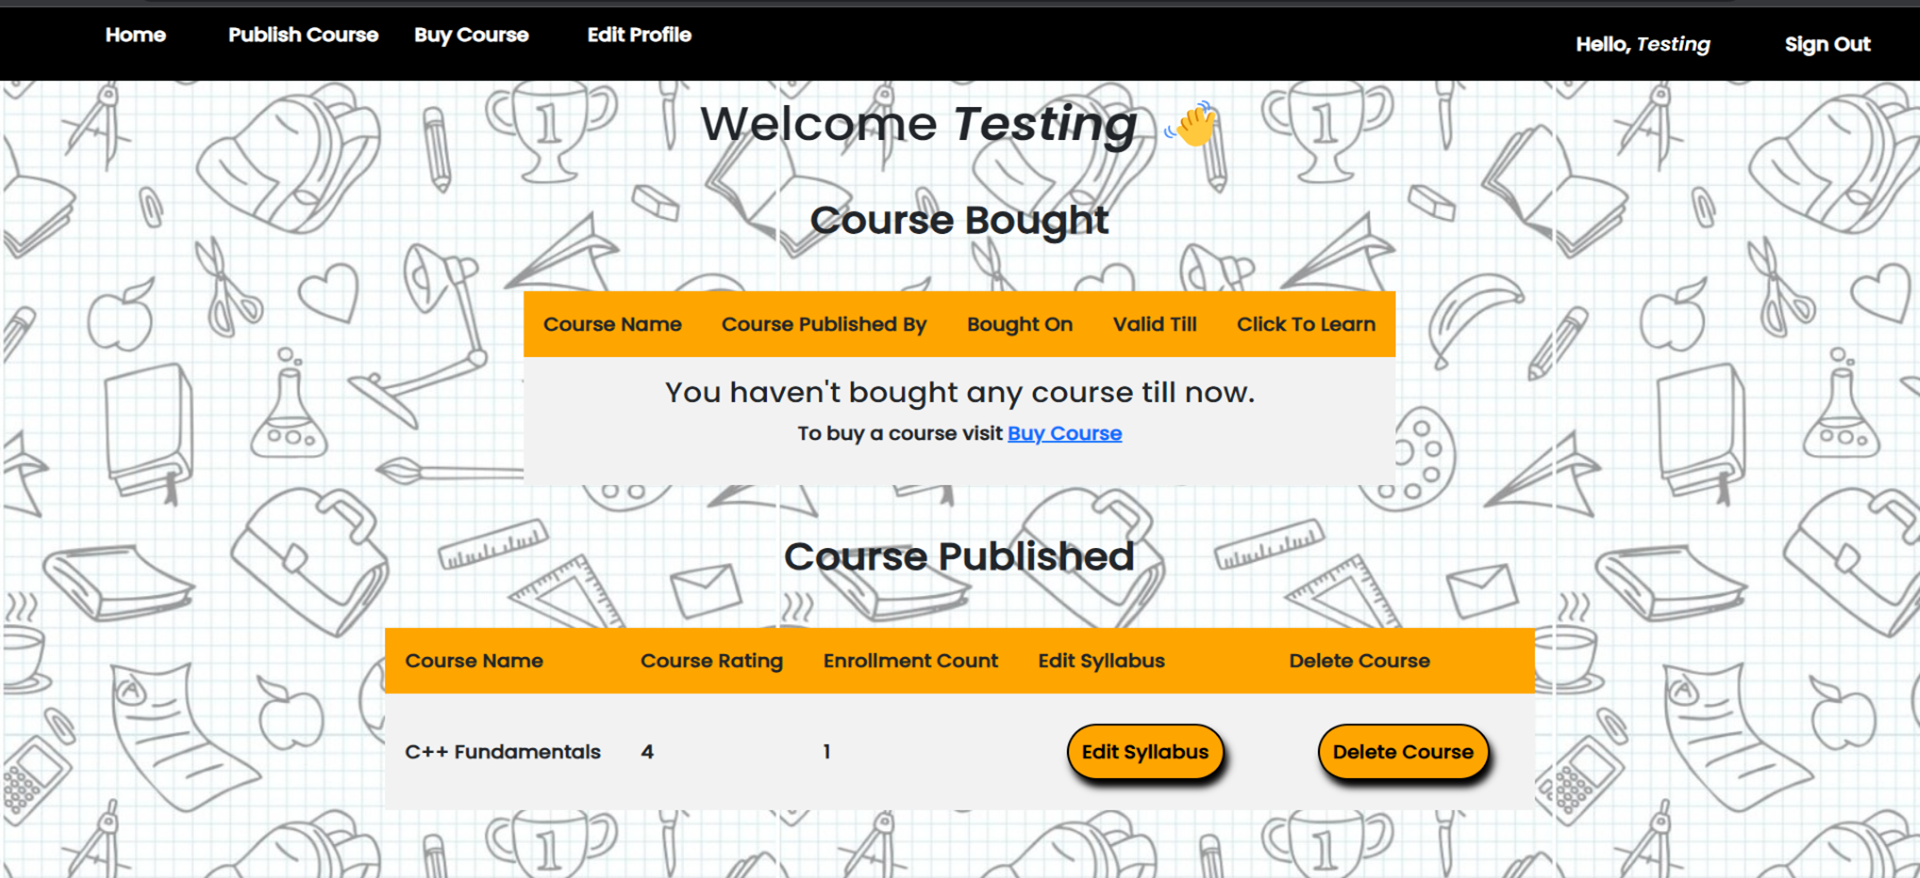 Home Publish Course Buy Course Edit Profile Hello, Testing Sign Out
Welcome Testing 👋
Course Bought
Course Name Course Published By Bought On Valid Till Click To Learn
You haven't bought any course till now.
To buy a course visit Buy Course
Course Published
Course Name Course Rating Enrollment Count Edit Syllabus Delete Course
C++ Fundamentals 4 1 Edit Syllabus Delete Course